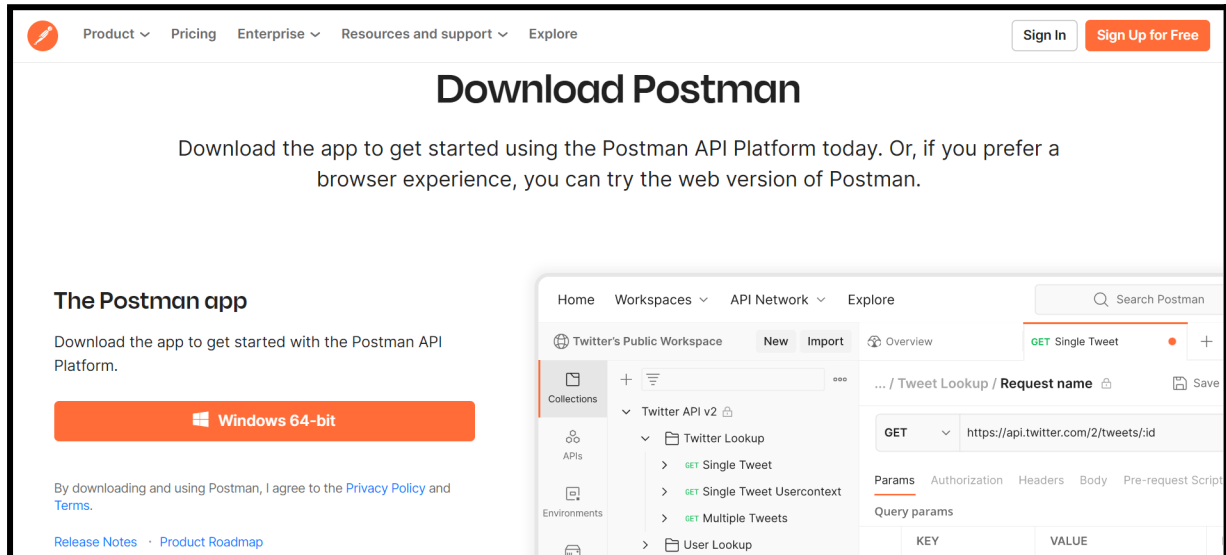 Product Pricing Enterprise Resources and support Explore Sign In Sign Up for Free
Download Postman
Download the app to get started using the Postman API Platform today. Or, if you prefer a
browser experience, you can try the web version of Postman.
The Postman app
Download the app to get started with the Postman API
Platform.
Windows 64-bit
By downloading and using Postman, I agree to the Privacy Policy and
Terms.
Release Notes · Product Roadmap
Home Workspaces API Network Explore Search Postman
Twitter's Public Workspace New Import Overview GET Single Tweet
Collections
APIs
Environments
Twitter API v2
Twitter Lookup
GET Single Tweet
GET Single Tweet Usercontext
GET Multiple Tweets
User Lookup
... / Tweet Lookup / Request name Save
GET https://api.twitter.com/2/tweets/:id
Params Authorization Headers Body Pre-request Script
Query params
KEY VALUE